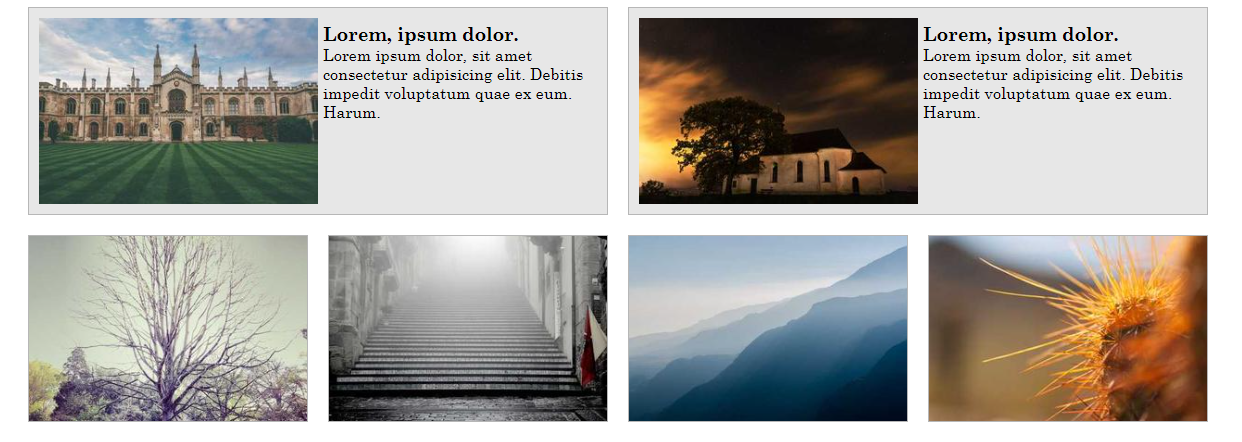 Lorem, ipsum dolor.
Lorem ipsum dolor, sit amet
consectetur adipisicing elit. Debitis
impedit voluptatum quae ex eum.
Harum.
Lorem, ipsum dolor.
Lorem ipsum dolor, sit amet
consectetur adipisicing elit. Debitis
impedit voluptatum quae ex eum.
Harum.